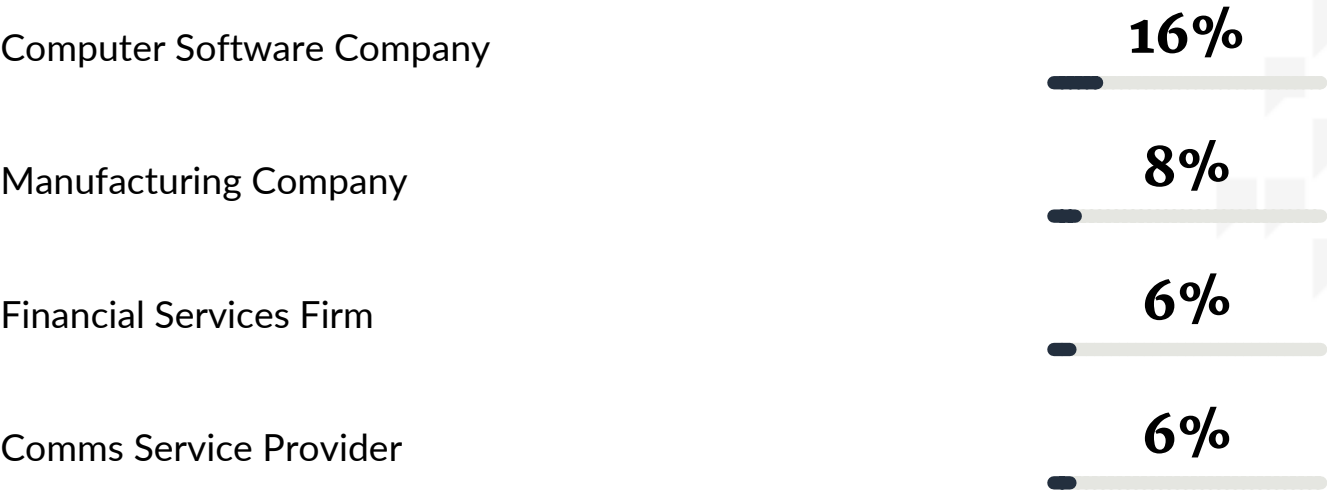 Computer Software Company 16%
Manufacturing Company 8%
Financial Services Firm 6%
Comms Service Provider 6%